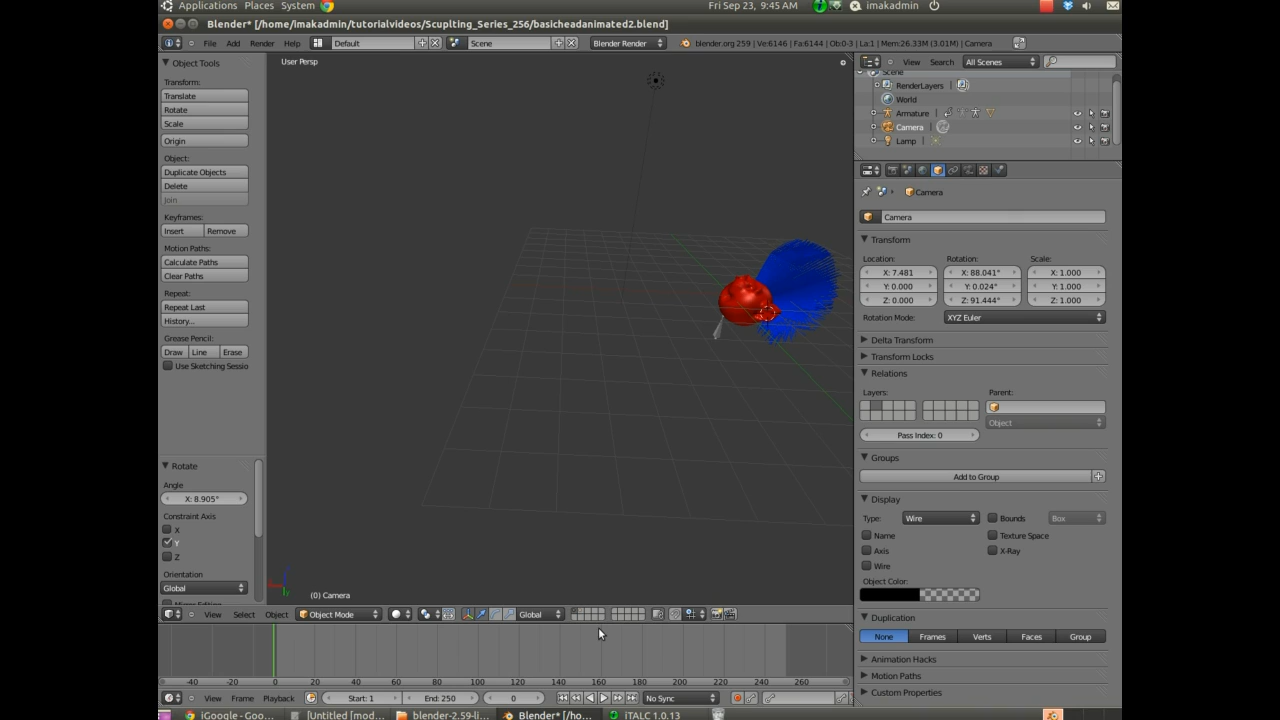 Applications Places System Fri Sep 23, 9:45 AM imakadmin
Blender* [/home/imakadmin/tutorialvideos/Scuplting_Series_256/basicheadanimated2.blend]
File Add Render Help Default Scene Blender Render blender.org 259 | Ve:6146 | Fa:6144 | Ob:0-3 | La:1 | Mem:26.33M (3.01M) | Camera
Object Tools
Transform:
Translate
Rotate
Scale
Origin
Object:
Duplicate Objects
Delete
Join
Keyframes:
Insert Remove
Motion Paths:
Calculate Paths
Clear Paths
Repeat:
Repeat Last
History...
Grease Pencil:
Draw Line Erase
Use Sketching Sessio
Rotate
Angle
X: 8.905°
Constraint Axis
X
Y
Z
Orientation
Global
User Persp
(0) Camera
View Select Object Object Mode Global
-40 -20 0 20 40 60 80 100 120 140 160 180 200 220 240 260
View Frame Playback Start: 1 End: 250 0 No Sync
View Search All Scenes
Scene
RenderLayers
World
Armature
Camera
Lamp
Camera
Camera
Transform
Location: Rotation: Scale:
X: 7.481 X: 88.041° X: 1.000
Y: 0.000 Y: 0.024° Y: 1.000
Z: 0.000 Z: 91.444° Z: 1.000
Rotation Mode: XYZ Euler
Delta Transform
Transform Locks
Relations
Layers: Parent:
Object
Pass Index: 0
Groups
Add to Group
Display
Type: Wire Bounds Box
Name Texture Space
Axis X-Ray
Wire
Object Color:
Duplication
None Frames Verts Faces Group
Animation Hacks
Motion Paths
Custom Properties
iGoogle - Goo... [Untitled [mod... blender-2.59-li... Blender* [/ho... iTALC 1.0.13